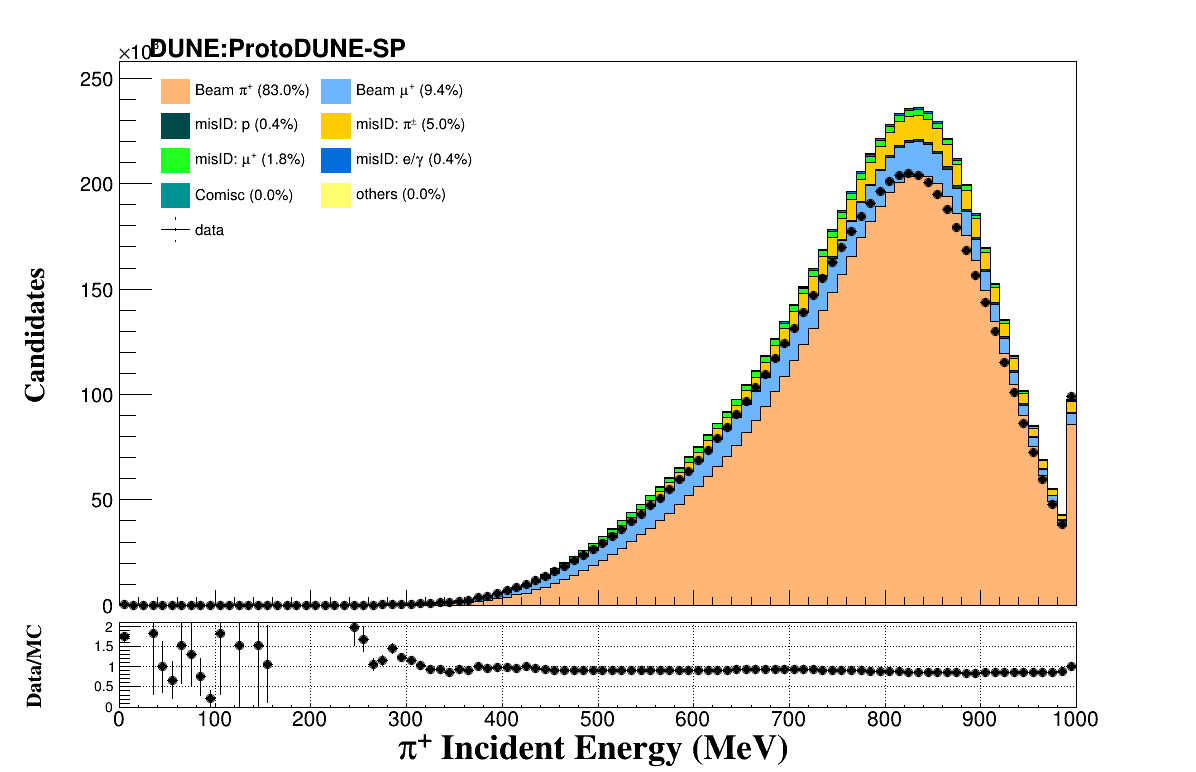 ×10³ DUNE:ProtoDUNE-SP
250
200
150
100
50
0
Candidates
Beam π⁺ (83.0%) Beam μ⁺ (9.4%)
misID: p (0.4%) misID: π± (5.0%)
misID: μ⁺ (1.8%) misID: e/γ (0.4%)
Comisc (0.0%) others (0.0%)
data
Data/MC
2
1.5
1
0.5
0
0 100 200 300 400 500 600 700 800 900 1000
π⁺ Incident Energy (MeV)